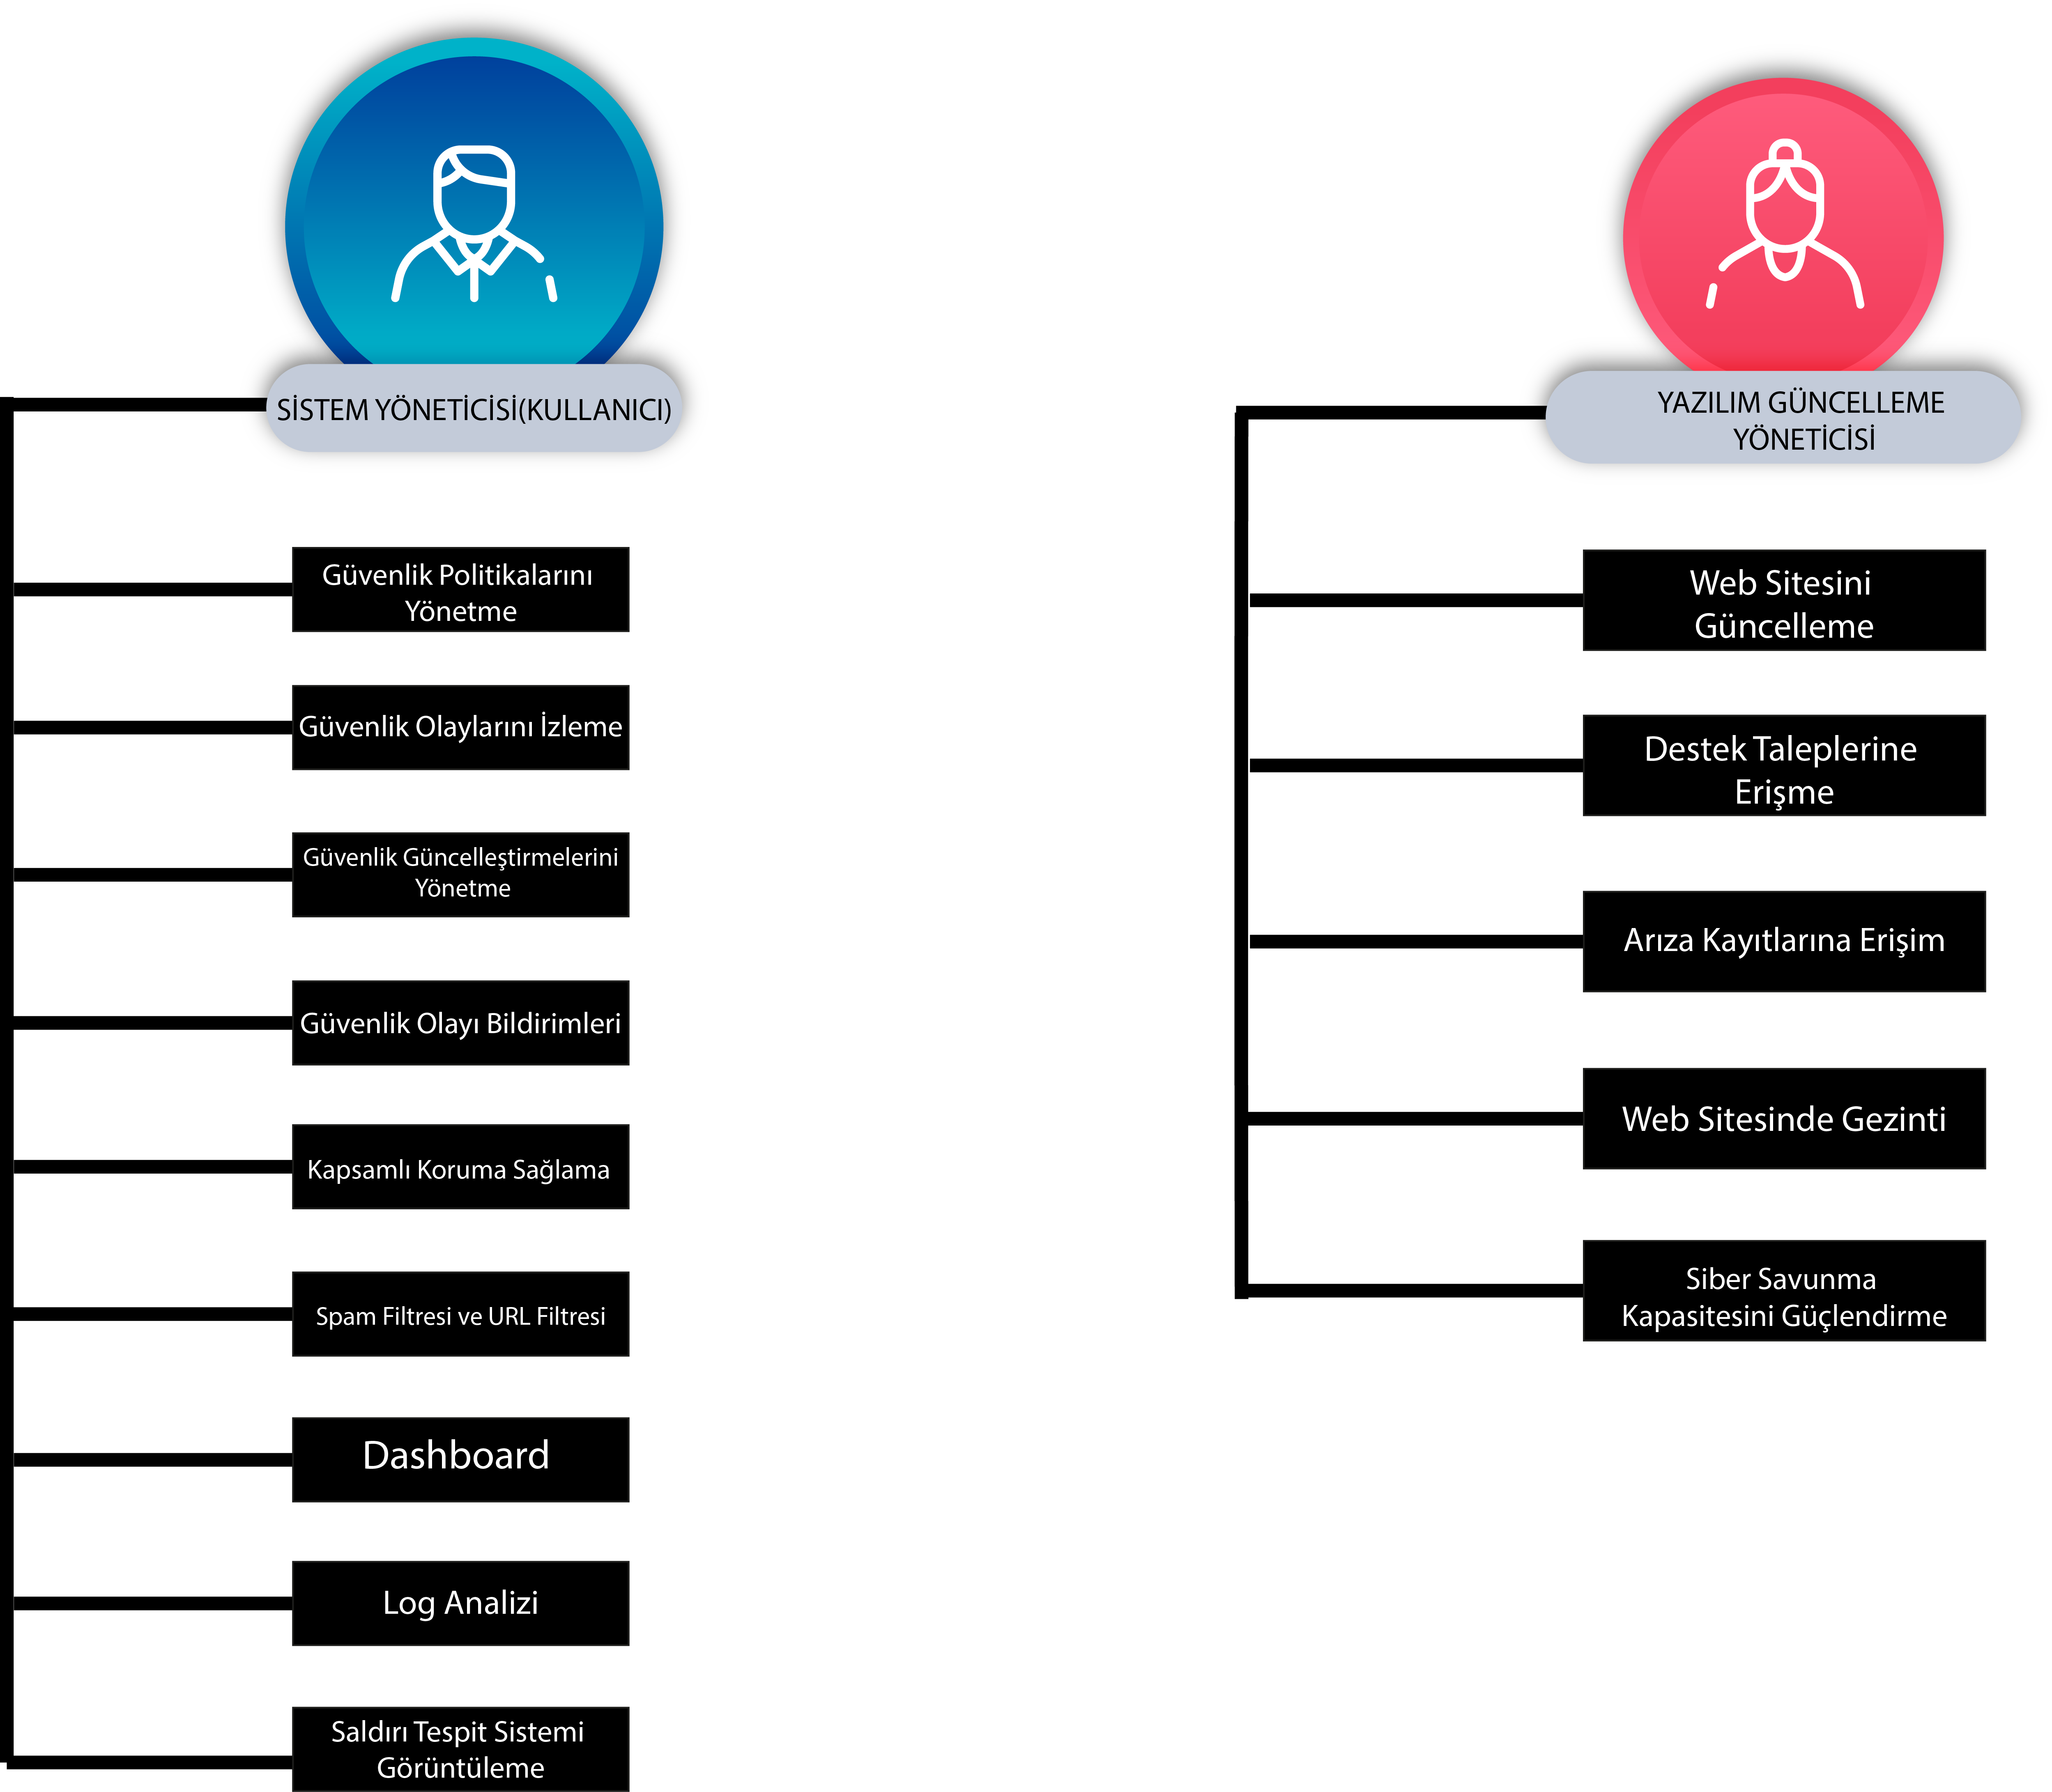 SİSTEM YÖNETİCİSİ(KULLANICI)
Güvenlik Politikalarını
Yönetme
Güvenlik Olaylarını İzleme
Güvenlik Güncelleştirmelerini
Yönetme
Güvenlik Olayı Bildirimleri
Kapsamlı Koruma Sağlama
Spam Filtresi ve URL Filtresi
Dashboard
Log Analizi
Saldırı Tespit Sistemi
Görüntüleme
YAZILIM GÜNCELLEME
YÖNETİCİSİ
Web Sitesini
Güncelleme
Destek Taleplerine
Erişme
Arıza Kayıtlarına Erişim
Web Sitesinde Gezinti
Siber Savunma
Kapasitesini Güçlendirme